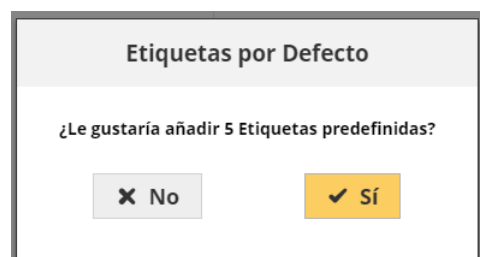 Etiquetas por Defecto
¿Le gustaría añadir 5 Etiquetas predefinidas?
No
Sí